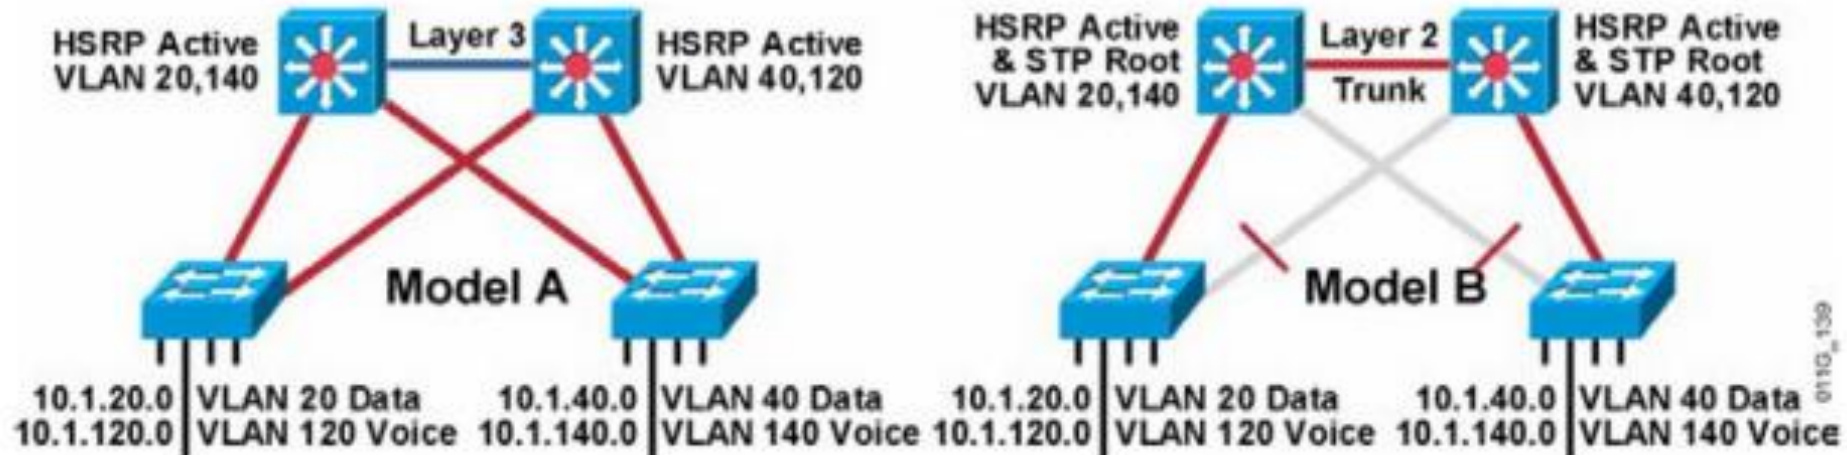 HSRP Active
VLAN 20,140
Layer 3
HSRP Active
VLAN 40,120
Model A
10.1.20.0 VLAN 20 Data
10.1.120.0 VLAN 120 Voice
10.1.40.0 VLAN 40 Data
10.1.140.0 VLAN 140 Voice
HSRP Active
& STP Root
VLAN 20,140
Layer 2
Trunk
HSRP Active
& STP Root
VLAN 40,120
Model B
10.1.20.0 VLAN 20 Data
10.1.120.0 VLAN 120 Voice
10.1.40.0 VLAN 40 Data
10.1.140.0 VLAN 140 Voice
011G_139